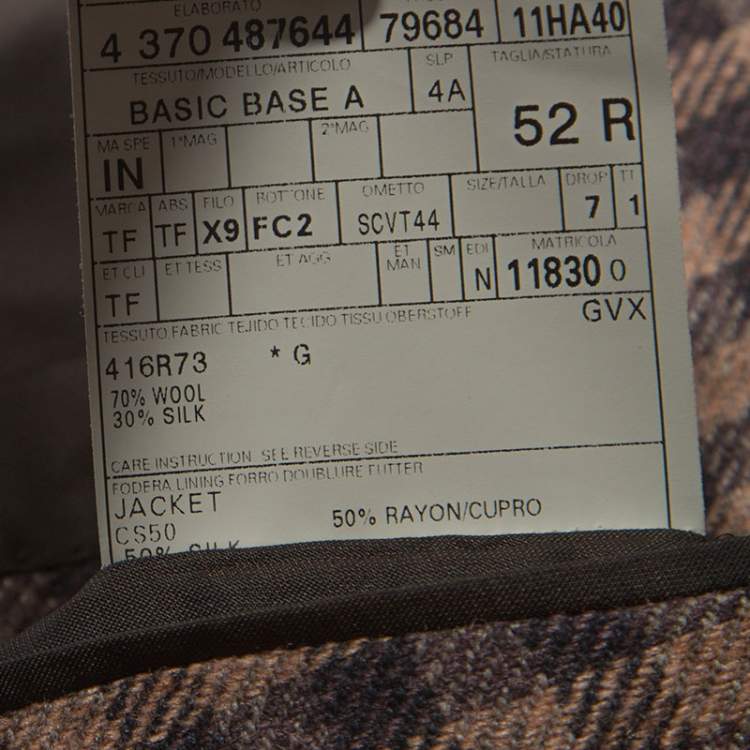 ELABORATO
4 370 487644 79684 11HA40
TESSUTO/MODELLO/ARTICOLO SLP TAGLIA/STATURA
BASIC BASE A 4A 52 R
MA SPE 1°MAG 2°MAG
IN
MARCA ABS FILO BOTTONE OMETTO SIZE/TALLA DROP
TF TF X9 FC2 SCVT44 7 1
ET CLI ET TESS ET AGG ET MAN SM EDI MATRICOLA
TF N 11830 0
TESSUTO FABRIC TEJIDO TECIDO TISSU OBERSTOFF GVX
416R73 * G
70% WOOL
30% SILK
CARE INSTRUCTION SEE REVERSE SIDE
FODERA LINING FORRO DOUBLURE FUTTER
JACKET
CS50 50% RAYON/CUPRO
50% SILK